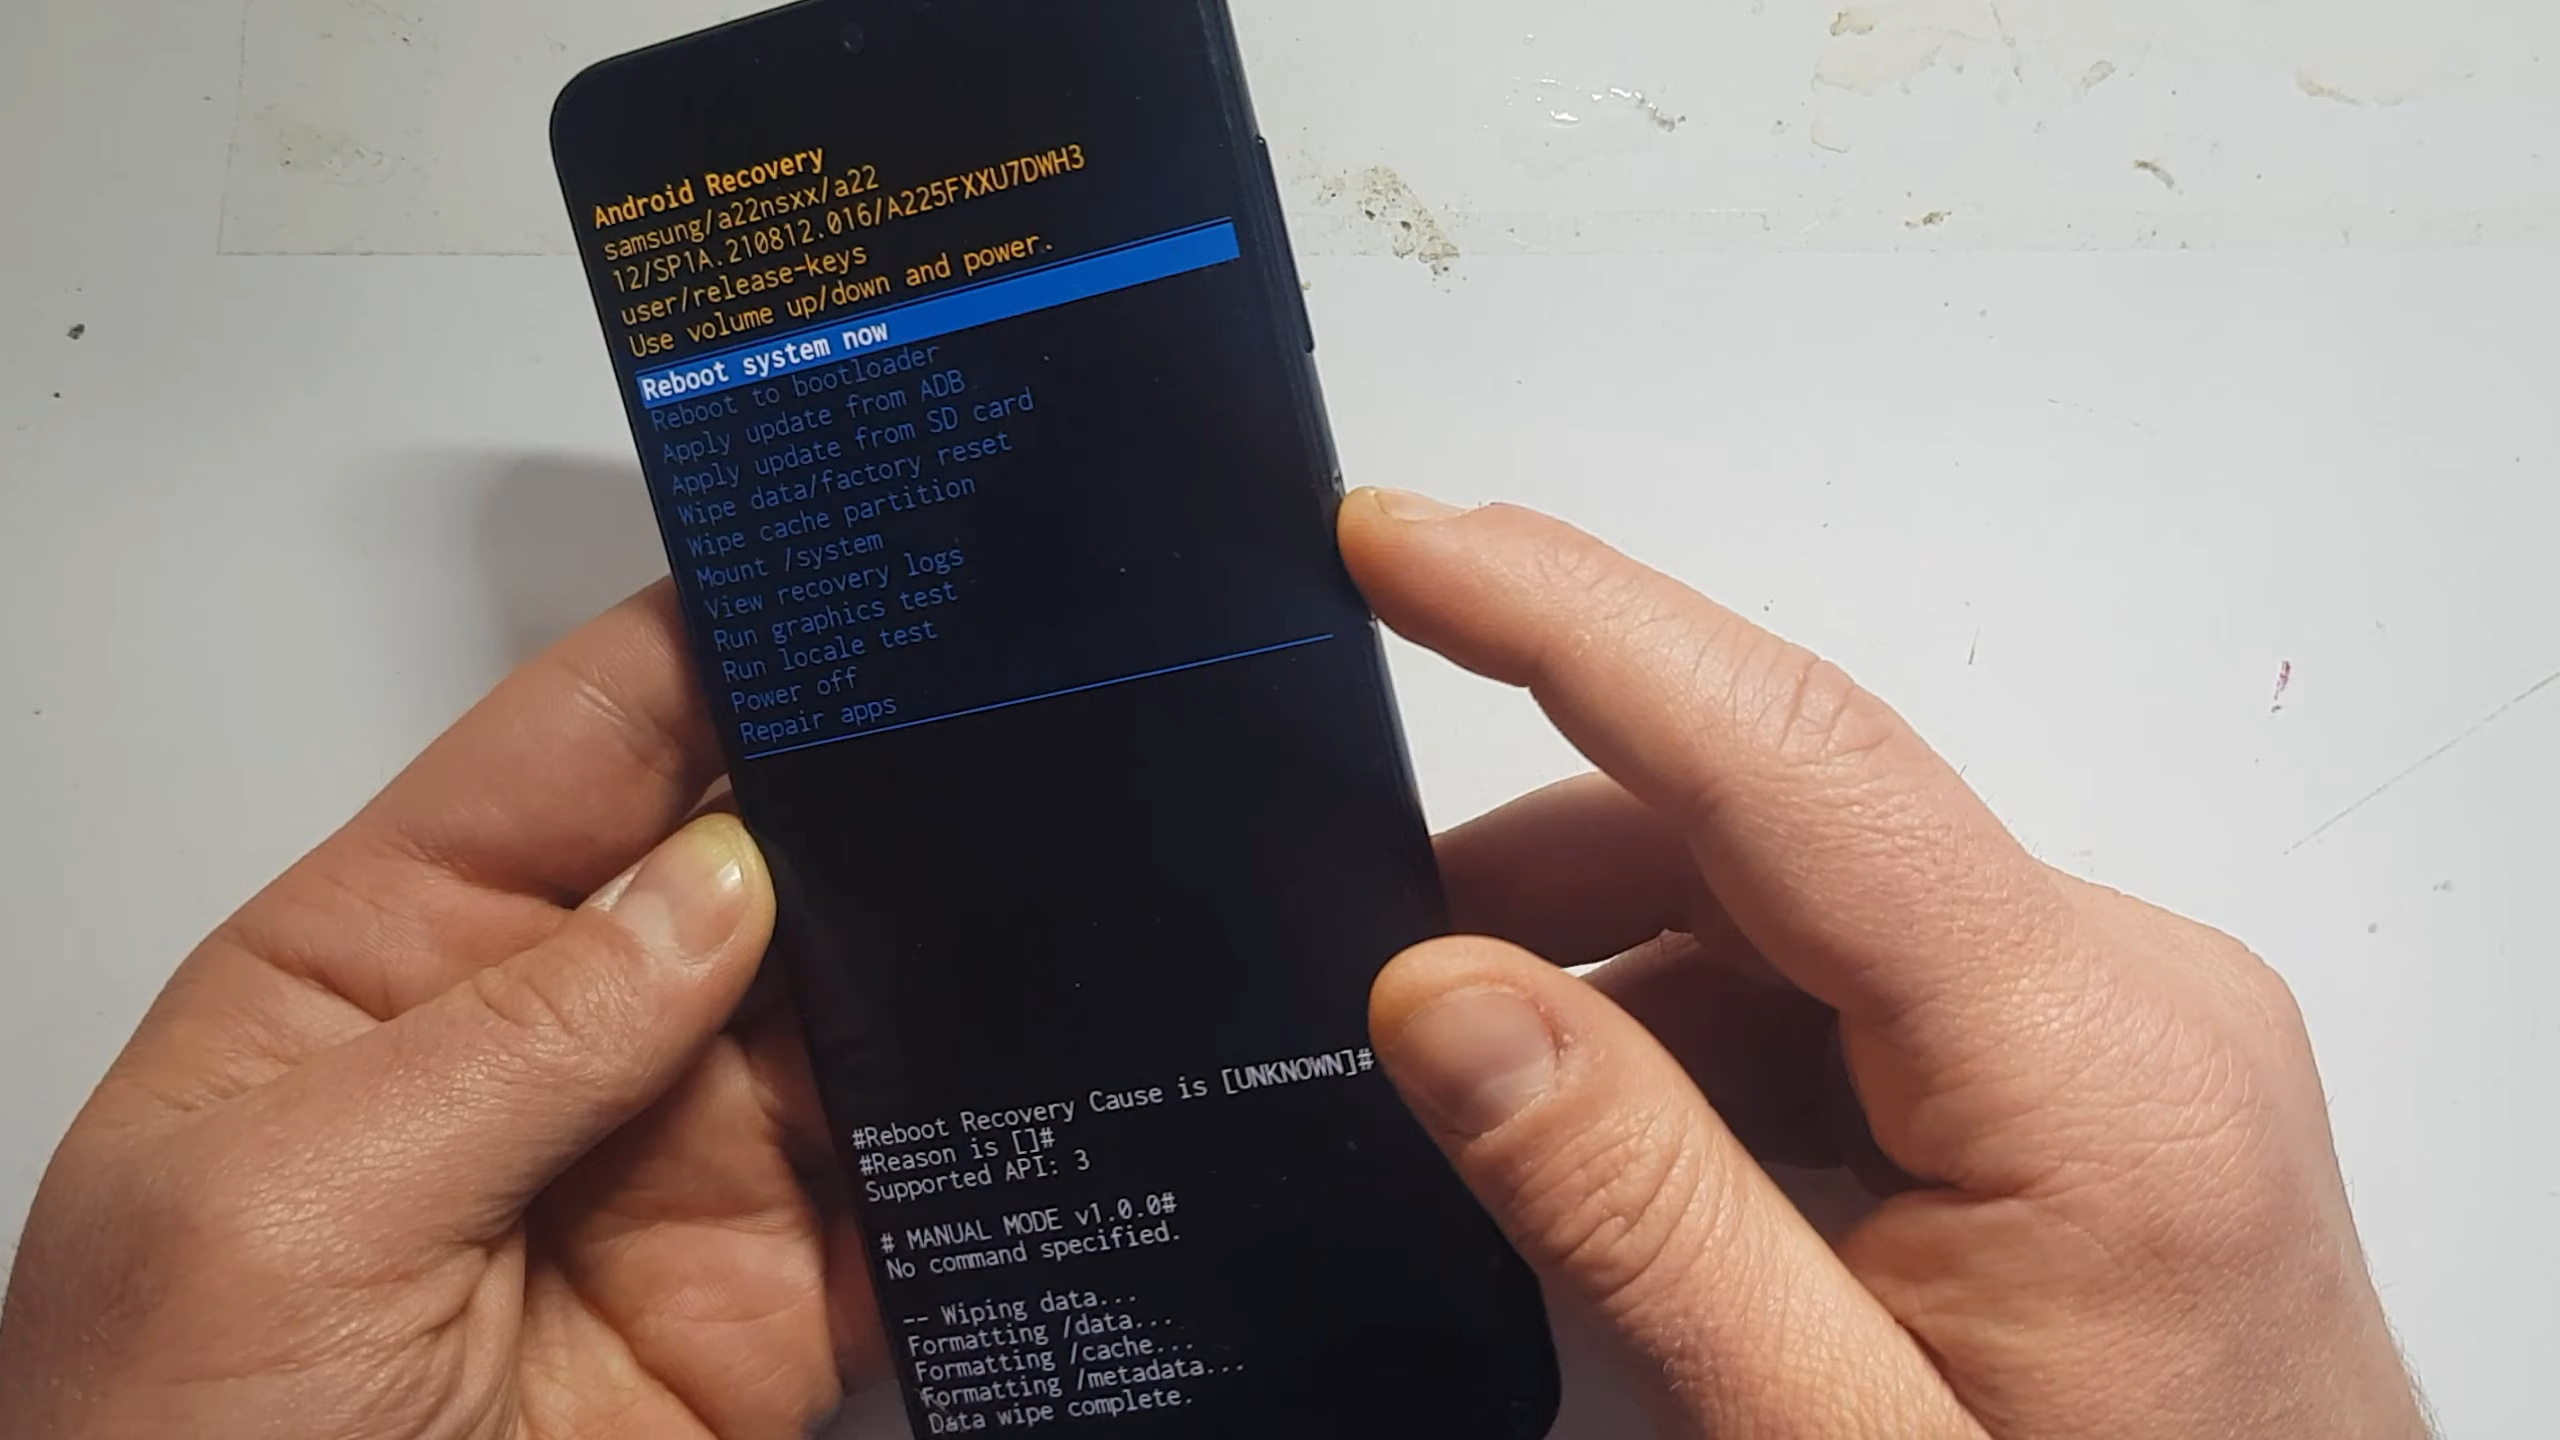 Android Recovery
samsung/a22nsxx/a22
12/SP1A.210812.016/A225FXXU7DWH3
user/release-keys
Use volume up/down and power.
Reboot system now
Reboot to bootloader
Apply update from ADB
Apply update from SD card
Wipe data/factory reset
Wipe cache partition
Mount /system
View recovery logs
Run graphics test
Run locale test
Power off
Repair apps
#Reboot Recovery Cause is [UNKNOWN]#
#Reason is []#
Supported API: 3
# MANUAL MODE v1.0.0#
No command specified.
-- Wiping data...
Formatting /data...
Formatting /cache...
Formatting /metadata...
Data wipe complete.